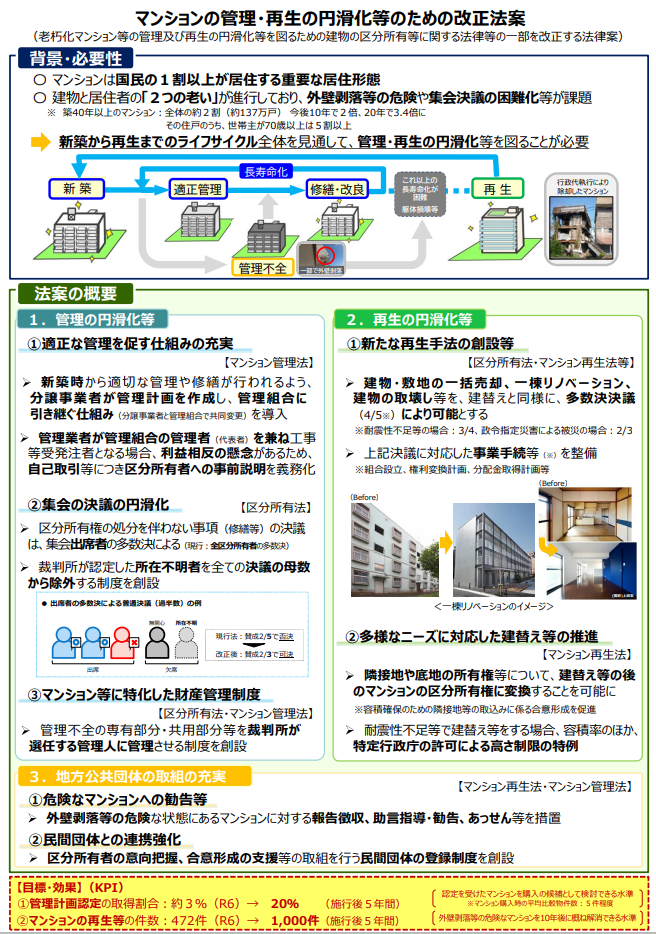 マンションの管理・再生の円滑化等のための改正法案
（老朽化マンション等の管理及び再生の円滑化等を図るための建物の区分所有等に関する法律等の一部を改正する法律案）
背景・必要性
○ マンションは国民の１割以上が居住する重要な居住形態
○ 建物と居住者の「２つの老い」が進行しており、外壁剥落等の危険や集会決議の困難化等が課題
※ 築40年以上のマンション：全体の約２割（約137万戸） 今後10年で２倍、20年で3.4倍に
その住戸のうち、世帯主が70歳以上は５割以上
新築から再生までのライフサイクル全体を見通して、管理・再生の円滑化等を図ることが必要
長寿命化
新 築
適正管理
修繕・改良
これ以上の
長寿命化が
困難
躯体損壊等
再 生
行政代執行により
除却したマンション
管理不全
一部で外壁剥落
法案の概要
１．管理の円滑化等
①適正な管理を促す仕組みの充実
【マンション管理法】
➢ 新築時から適切な管理や修繕が行われるよう、
分譲事業者が管理計画を作成し、管理組合に
引き継ぐ仕組み（分譲事業者と管理組合で共同変更）を導入
➢ 管理業者が管理組合の管理者（代表者）を兼ね工事
等受発注者となる場合、利益相反の懸念があるため、
自己取引等につき区分所有者への事前説明を義務化
②集会の決議の円滑化
【区分所有法】
➢ 区分所有権の処分を伴わない事項（修繕等）の決議
は、集会出席者の多数決による（現行：全区分所有者の多数決）
➢ 裁判所が認定した所在不明者を全ての決議の母数
から除外する制度を創設
● 出席者の多数決による普通決議（過半数）の例
無関心
所在不明
出席
欠席
現行法：賛成2/5で否決
改正後：賛成2/3で可決
③マンション等に特化した財産管理制度
【区分所有法・マンション管理法】
➢ 管理不全の専有部分・共用部分等を裁判所が
選任する管理人に管理させる制度を創設
２．再生の円滑化等
①新たな再生手法の創設等
【区分所有法・マンション再生法等】
➢ 建物・敷地の一括売却、一棟リノベーション、
建物の取壊し等を、建替えと同様に、多数決決議
（4/5※）により可能とする
※耐震性不足等の場合：3/4、政令指定災害による被災の場合：2/3
➢ 上記決議に対応した事業手続等（※）を整備
※組合設立、権利変換計画、分配金取得計画等
（Before）
（Before）
＜一棟リノベーションのイメージ＞
②多様なニーズに対応した建替え等の推進
【マンション再生法】
➢ 隣接地や底地の所有権等について、建替え等の後
のマンションの区分所有権に変換することを可能に
※容積確保のための隣接地等の取込みに係る合意形成を促進
➢ 耐震性不足等で建替え等をする場合、容積率のほか、
特定行政庁の許可による高さ制限の特例
３．地方公共団体の取組の充実
【マンション再生法・マンション管理法】
①危険なマンションへの勧告等
➢ 外壁剥落等の危険な状態にあるマンションに対する報告徴収、助言指導・勧告、あっせん等を措置
②民間団体との連携強化
➢ 区分所有者の意向把握、合意形成の支援等の取組を行う民間団体の登録制度を創設
【目標・効果】（KPI）
①管理計画認定の取得割合：約３％（R6）→ 20%（施行後５年間）
認定を受けたマンションを購入の候補として検討できる水準
※マンション購入時の平均比較物件数：５件程度
②マンションの再生等の件数：472件（R6）→ 1,000件（施行後５年間）
外壁剥落等の危険なマンションを10年後に概ね解消できる水準